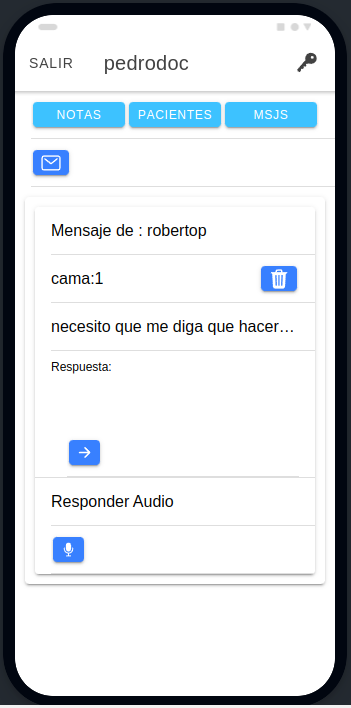 SALIR pedrodoc
NOTAS PACIENTES MSJS
Mensaje de : robertop
cama:1
necesito que me diga que hacer…
Respuesta:
Responder Audio